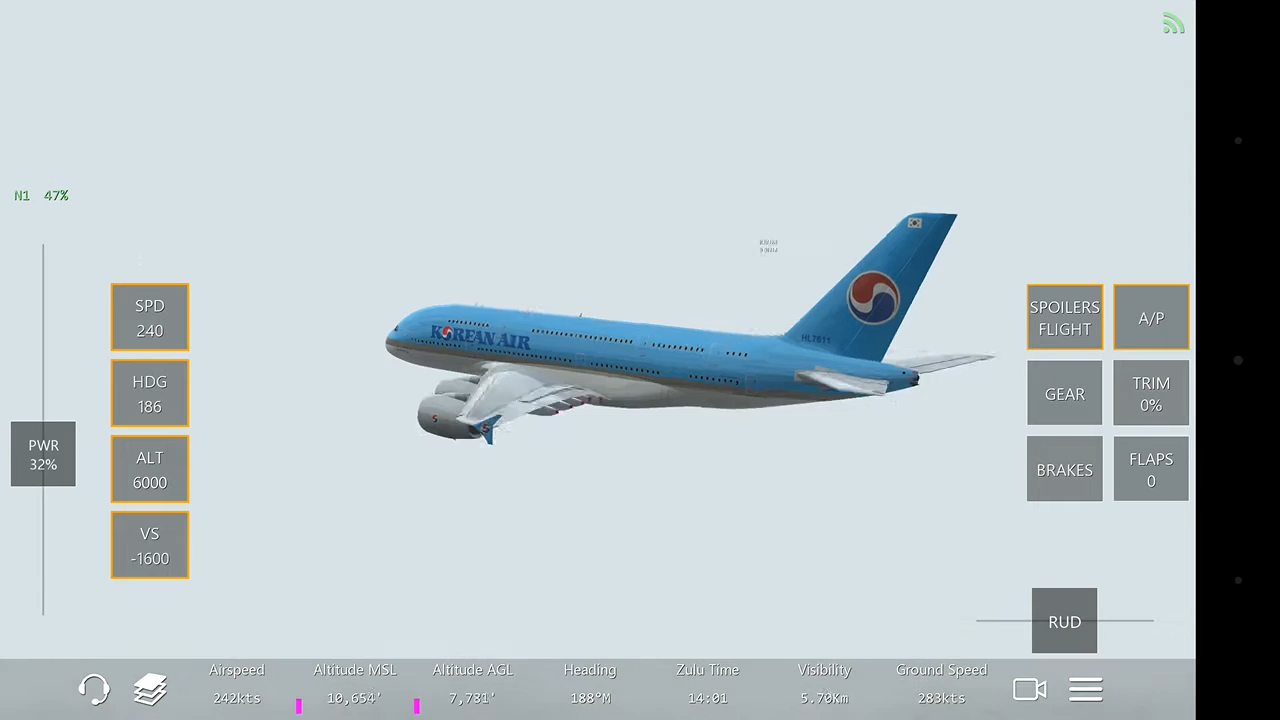 N1 47%
SPD
240
HDG
186
ALT
6000
VS
-1600
PWR
32%
KOREAN AIR
HL7611
SPOILERS
FLIGHT
A/P
GEAR
TRIM
0%
BRAKES
FLAPS
0
RUD
Airspeed
242kts
Altitude MSL
10,654'
Altitude AGL
7,781'
Heading
188°M
Zulu Time
14:01
Visibility
5.70Km
Ground Speed
283kts